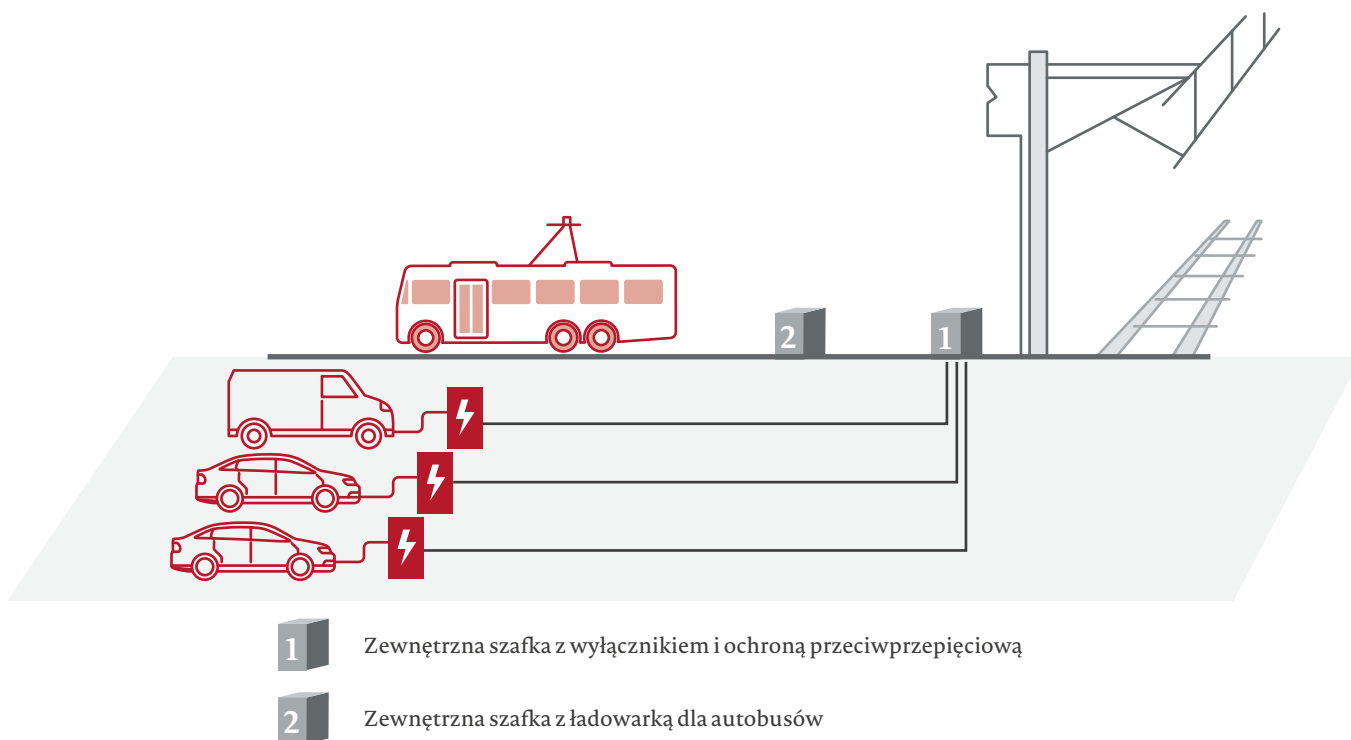 2
1
1 Zewnętrzna szafka z wyłącznikiem i ochroną przeciwprzepięciową
2 Zewnętrzna szafka z ładowarką dla autobusów